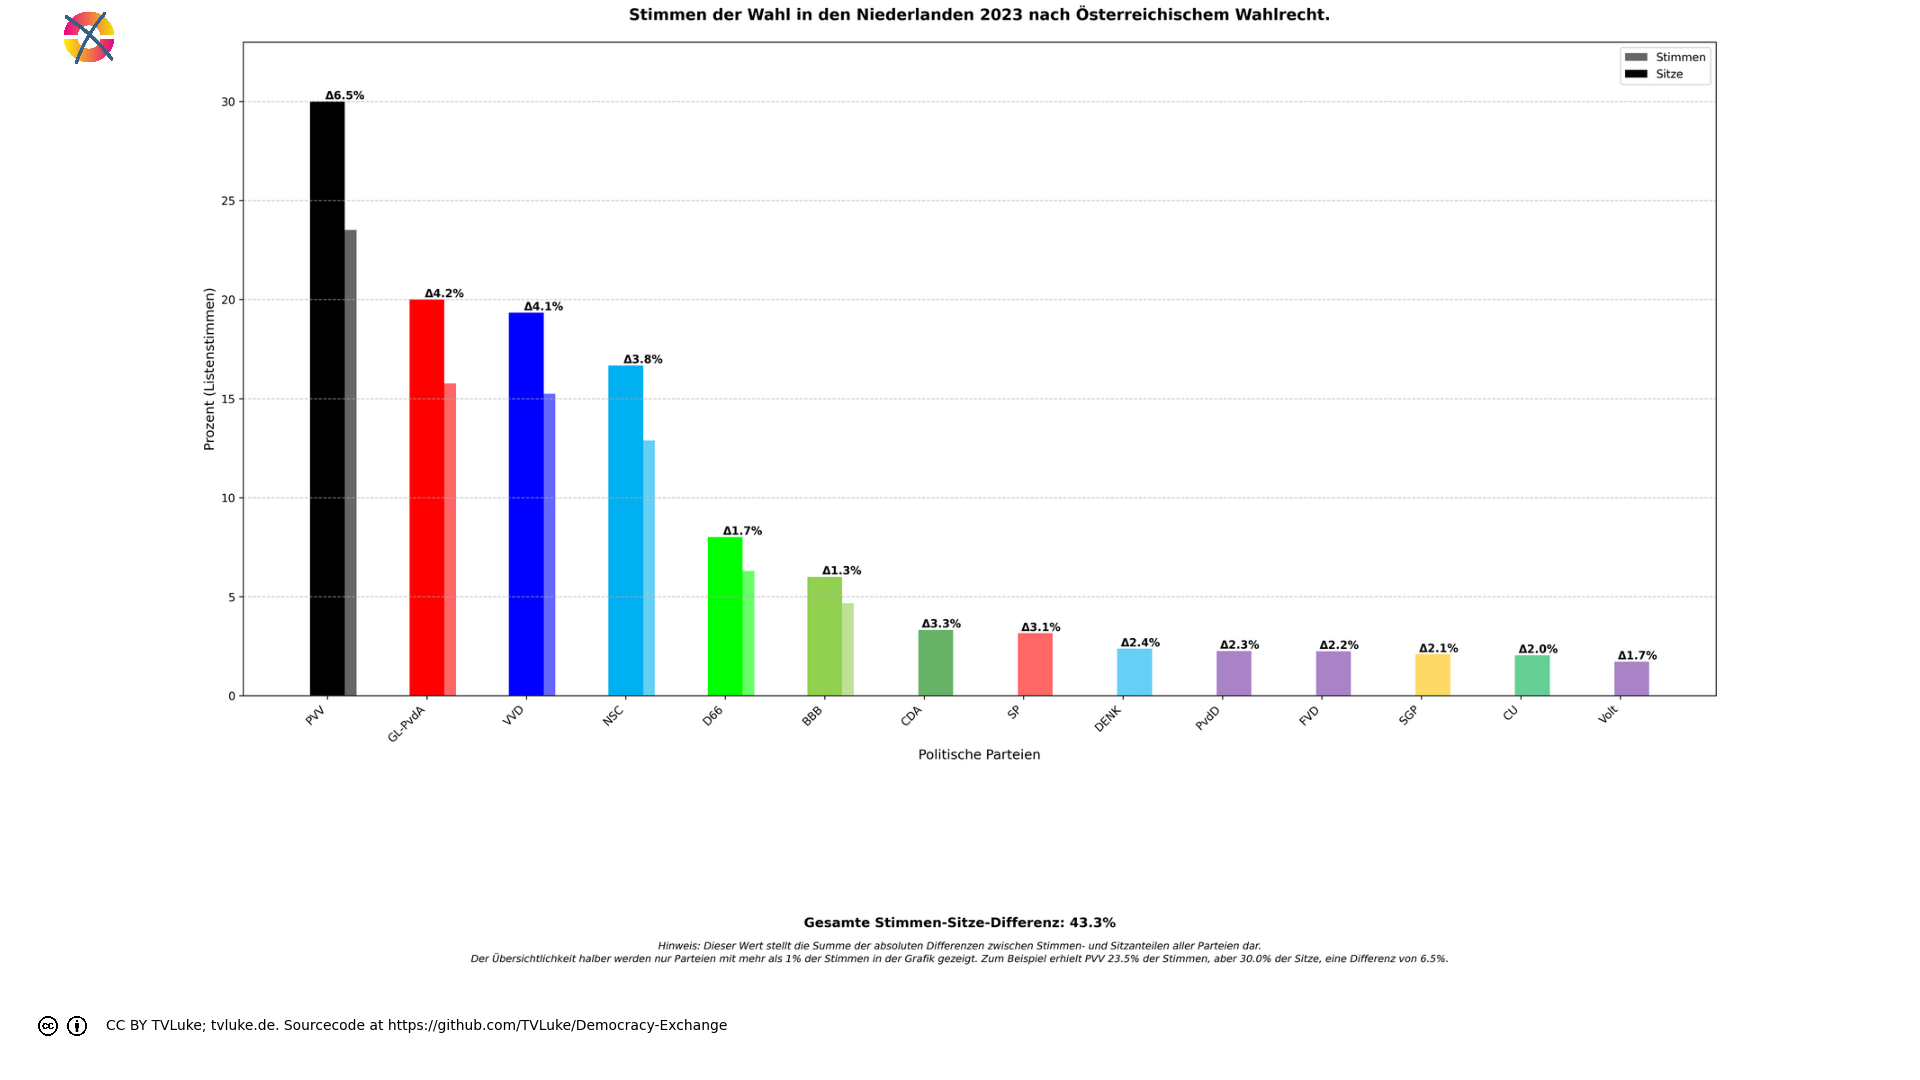 Stimmen der Wahl in den Niederlanden 2023 nach Österreichischem Wahlrecht.
Stimmen
Sitze
Prozent (Listenstimmen)
30
25
20
15
10
5
0
Δ6.5%
Δ4.2%
Δ4.1%
Δ3.8%
Δ1.7%
Δ1.3%
Δ3.3%
Δ3.1%
Δ2.4%
Δ2.3%
Δ2.2%
Δ2.1%
Δ2.0%
Δ1.7%
PVV
GL-PvdA
VVD
NSC
D66
BBB
CDA
SP
DENK
PvdD
FVD
SGP
CU
Volt
Politische Parteien
Gesamte Stimmen-Sitze-Differenz: 43.3%
Hinweis: Dieser Wert stellt die Summe der absoluten Differenzen zwischen Stimmen- und Sitzanteilen aller Parteien dar.
Der Übersichtlichkeit halber werden nur Parteien mit mehr als 1% der Stimmen in der Grafik gezeigt. Zum Beispiel erhielt PVV 23.5% der Stimmen, aber 30.0% der Sitze, eine Differenz von 6.5%.
cc
CC BY TVLuke; tvluke.de. Sourcecode at https://github.com/TVLuke/Democracy-Exchange